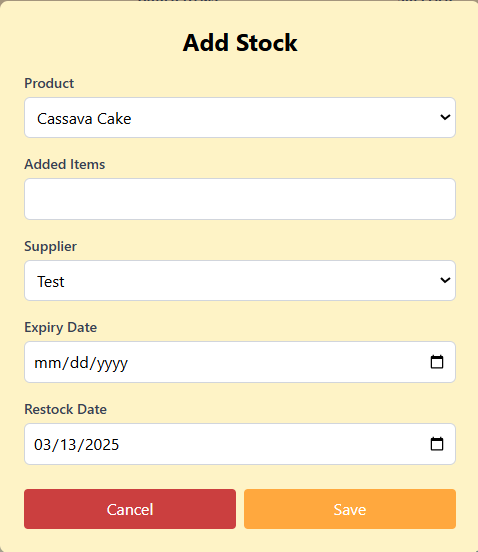 Add Stock
Product
Cassava Cake
Added Items
Supplier
Test
Expiry Date
mm/dd/yyyy
Restock Date
03/13/2025
Cancel Save